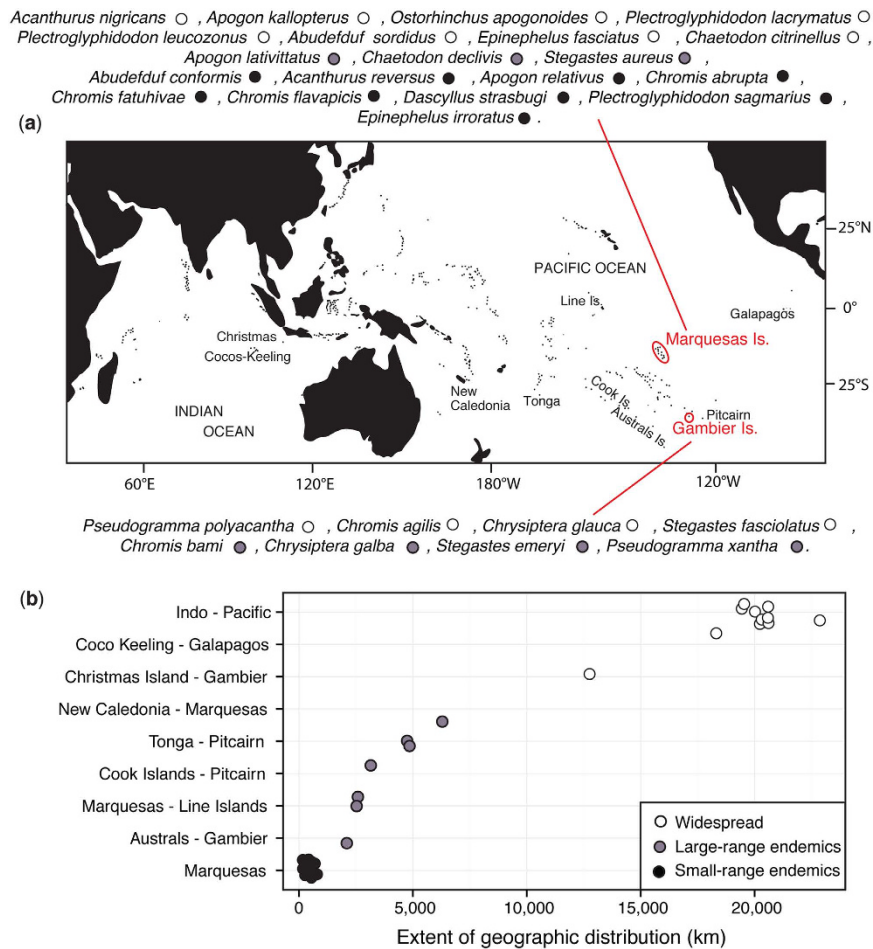 Acanthurus nigricans ○ , Apogon kallopterus ○ , Ostorhinchus apogonoides ○ , Plectroglyphidodon lacrymatus ○
Plectroglyphidodon leucozonus ○ , Abudefduf sordidus ○ , Epinephelus fasciatus ○ , Chaetodon citrinellus ○ ,
Apogon lativittatus ● , Chaetodon declivis ● , Stegastes aureus ● ,
Abudefduf conformis ● , Acanthurus reversus ● , Apogon relativus ● , Chromis abrupta ● ,
Chromis fatuhivae ● , Chromis flavapicis ● , Dascyllus strasbugi ● , Plectroglyphidodon sagmarius ● ,
Epinephelus irroratus ● .
(a)
25°N
PACIFIC OCEAN
Line Is.
0°
Galapagos
Christmas
Marquesas Is.
Cocos-Keeling
25°S
New
Caledonia
Tonga
Cook Is.
Pitcairn
INDIAN
OCEAN
Australs Is.
Gambier Is.
60°E
120°E
180°W
120°W
Pseudogramma polyacantha ○ , Chromis agilis ○ , Chrysiptera glauca ○ , Stegastes fasciolatus ○ ,
Chromis bami ● , Chrysiptera galba ● , Stegastes emeryi ● , Pseudogramma xantha ● .
(b)
Indo - Pacific
Coco Keeling - Galapagos
Christmas Island - Gambier
New Caledonia - Marquesas
Tonga - Pitcairn
Cook Islands - Pitcairn
Marquesas - Line Islands
Australs - Gambier
Marquesas
Widespread
Large-range endemics
Small-range endemics
0
5,000
10,000
15,000
20,000
Extent of geographic distribution (km)